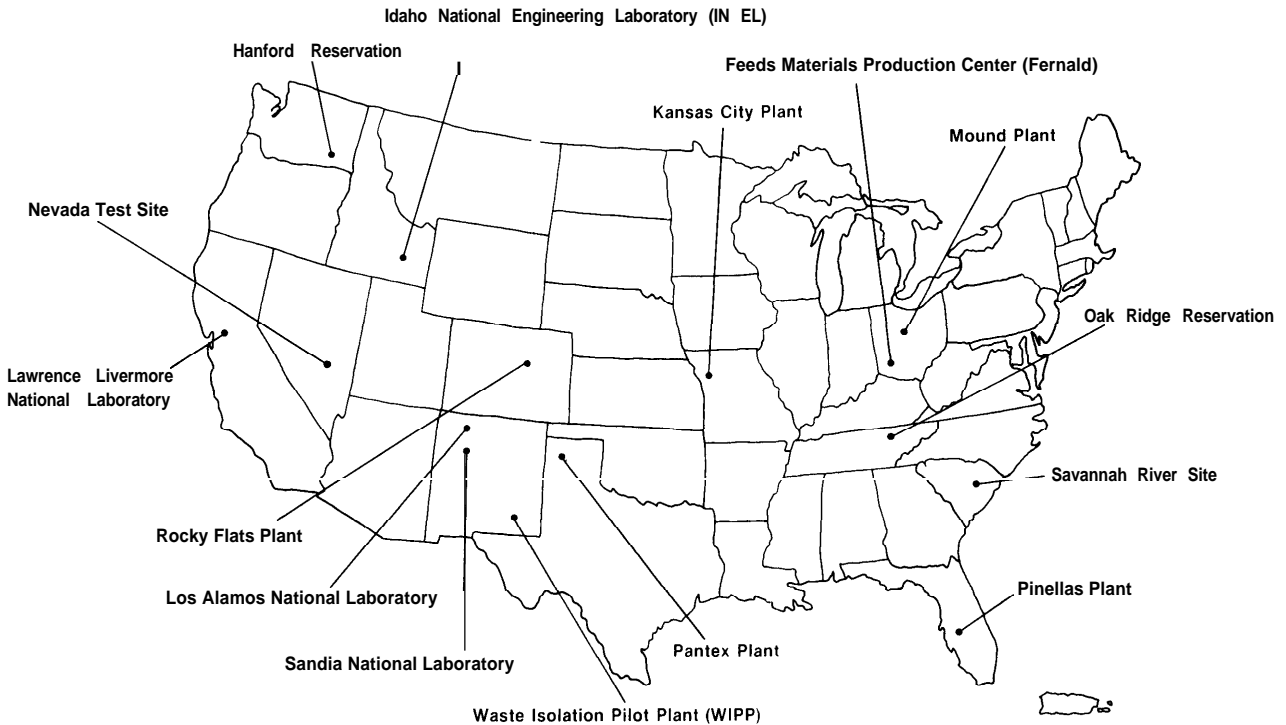 Idaho National Engineering Laboratory (IN EL)
Hanford Reservation
Feeds Materials Production Center (Fernald)
Kansas City Plant
Mound Plant
Nevada Test Site
Oak Ridge Reservation
Lawrence Livermore
National Laboratory
Savannah River Site
Rocky Flats Plant
Los Alamos National Laboratory
Pinellas Plant
Pantex Plant
Sandia National Laboratory
Waste Isolation Pilot Plant (WIPP)